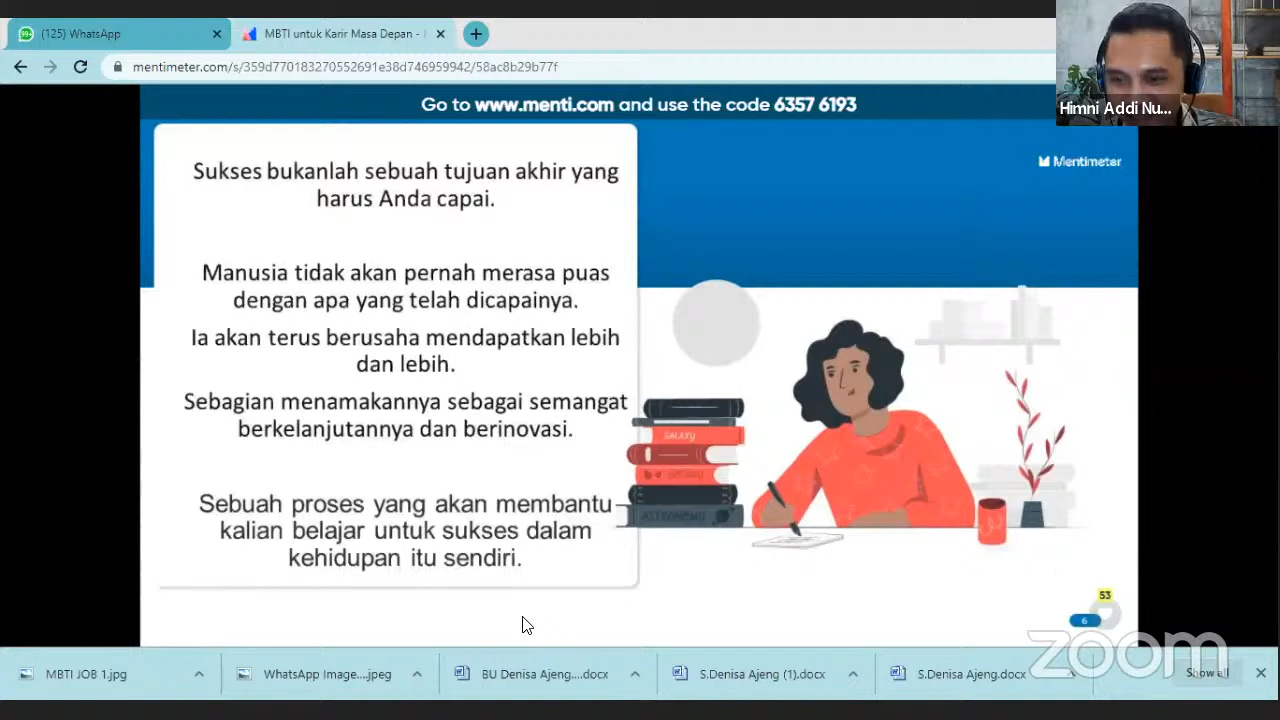 (125) WhatsApp
MBTI untuk Karir Masa Depan -
mentimeter.com/s/359d770183270552691e38d746959942/58ac8b29b77f
Himni Addi Nu...
Go to www.menti.com and use the code 6357 6193
Mentimeter
Sukses bukanlah sebuah tujuan akhir yang
harus Anda capai.
Manusia tidak akan pernah merasa puas
dengan apa yang telah dicapainya.
Ia akan terus berusaha mendapatkan lebih
dan lebih.
Sebagian menamakannya sebagai semangat
berkelanjutannya dan berinovasi.
Sebuah proses yang akan membantu
kalian belajar untuk sukses dalam
kehidupan itu sendiri.
GALAXY
53
6
zoom
MBTI JOB 1.jpg
WhatsApp Image....jpeg
BU Denisa Ajeng....docx
S.Denisa Ajeng (1).docx
S.Denisa Ajeng.docx
Show all